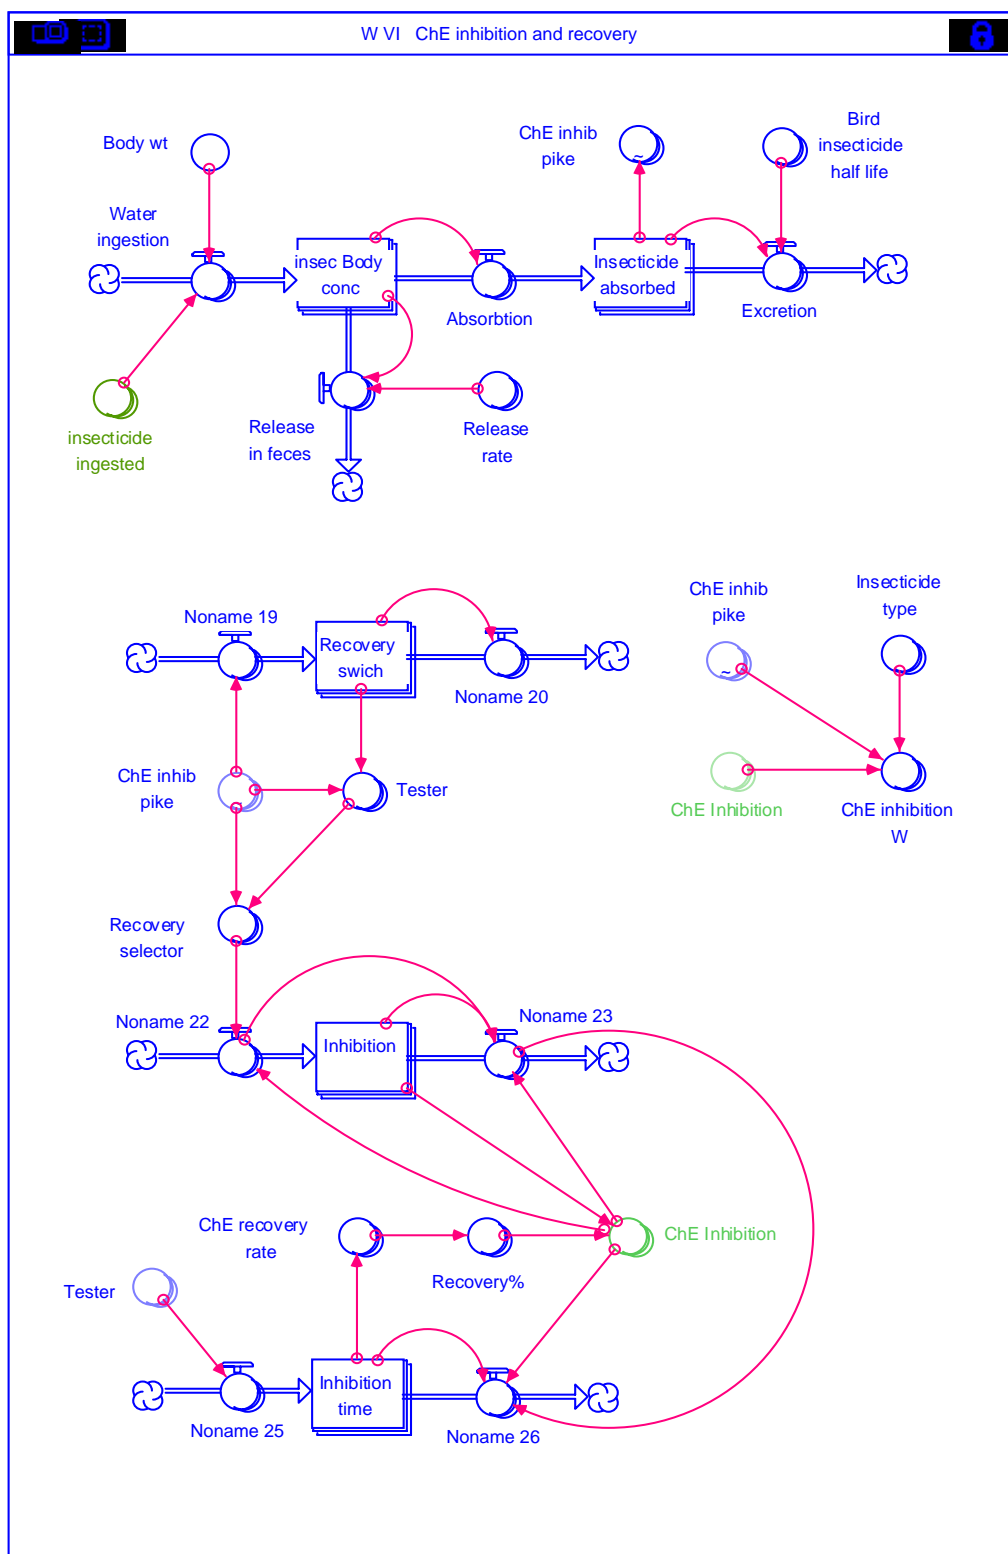 W VI   ChE inhibition and recovery
Body wt
ChE inhib
pike
Bird
insecticide
half life
Water
ingestion
insec Body
conc
Absorbtion
Insecticide
absorbed
Excretion
insecticide
ingested
Release
in feces
Release
rate
Noname 19
Recovery
swich
Noname 20
ChE inhib
pike
Insecticide
type
ChE inhib
pike
Tester
ChE Inhibition
ChE inhibition
W
Recovery
selector
Noname 22
Inhibition
Noname 23
ChE recovery
rate
Recovery%
ChE Inhibition
Tester
Inhibition
time
Noname 25
Noname 26